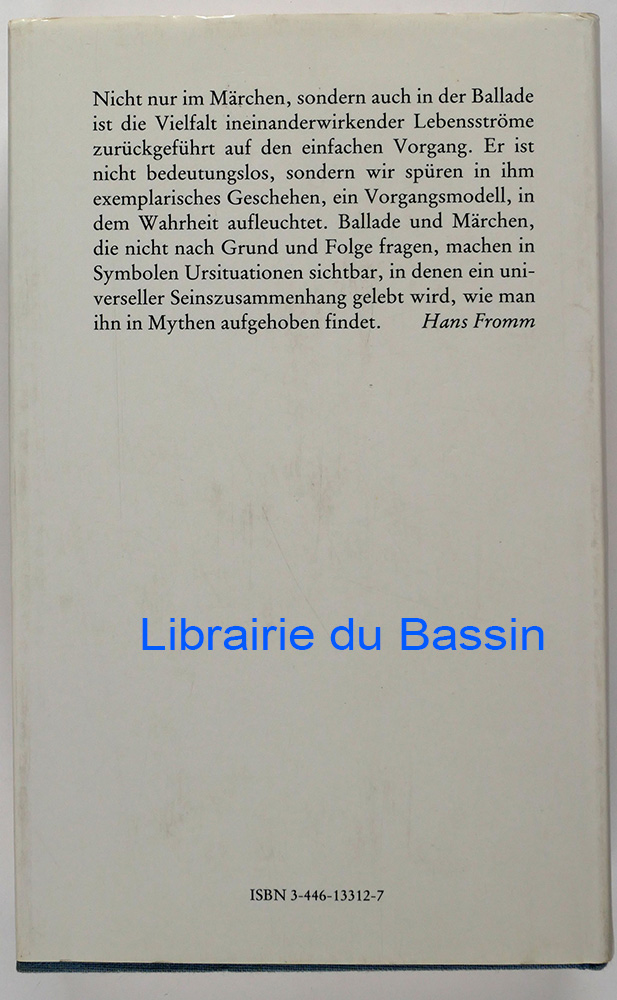 Nicht nur im Märchen, sondern auch in der Ballade
ist die Vielfalt ineinanderwirkender Lebensströme
zurückgeführt auf den einfachen Vorgang. Er ist
nicht bedeutungslos, sondern wir spüren in ihm
exemplarisches Geschehen, ein Vorgangsmodell, in
dem Wahrheit aufleuchtet. Ballade und Märchen,
die nicht nach Grund und Folge fragen, machen in
Symbolen Ursituationen sichtbar, in denen ein uni-
verseller Seinszusammenhang gelebt wird, wie man
ihn in Mythen aufgehoben findet. Hans Fromm
Librairie du Bassin
ISBN 3-446-13312-7